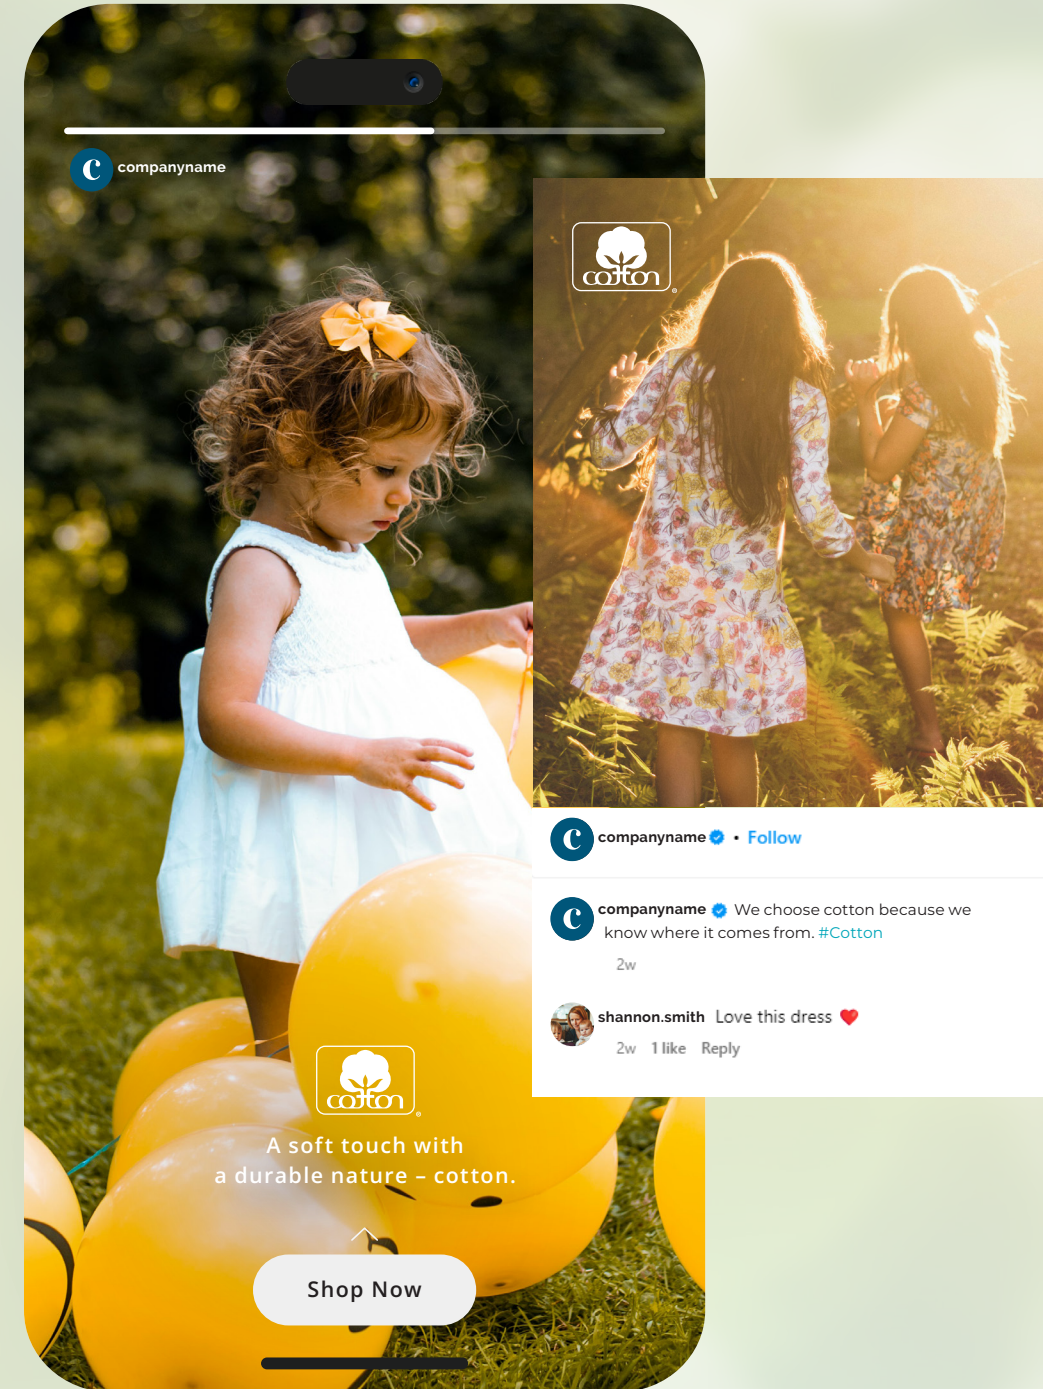 c companyname
cotton®
A soft touch with
a durable nature – cotton.
Shop Now
cotton®
c companyname • Follow
c companyname We choose cotton because we
know where it comes from. #Cotton
2w
shannon.smith Love this dress ❤️
2w 1 like Reply